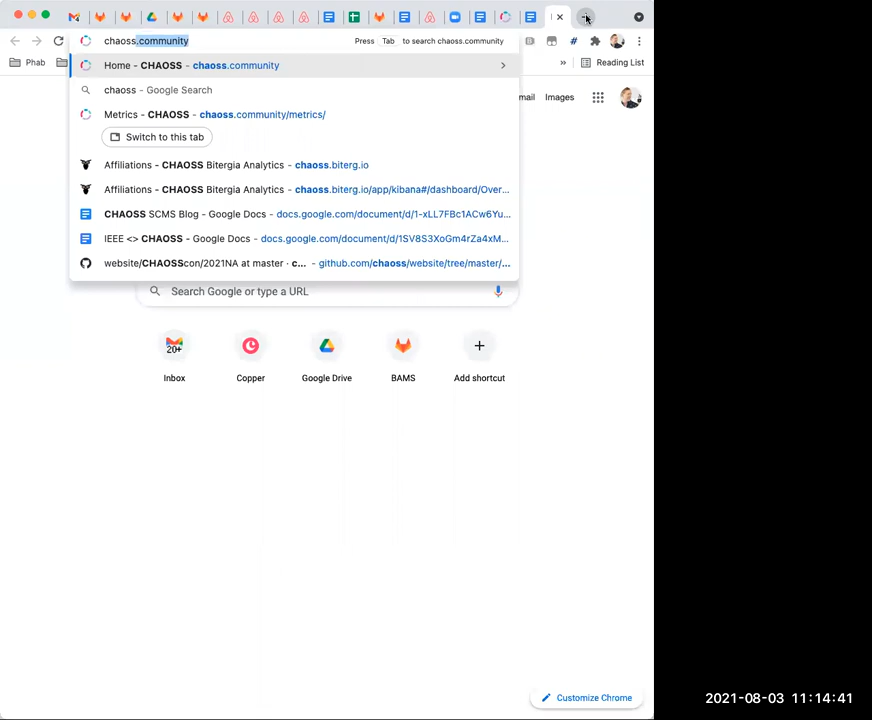 chaoss.community
Press Tab to search chaoss.community
Phab
Home - CHAOSS - chaoss.community
»
Reading List
chaoss - Google Search
mail Images
Metrics - CHAOSS - chaoss.community/metrics/
Switch to this tab
Affiliations - CHAOSS Bitergia Analytics - chaoss.biterg.io
Affiliations - CHAOSS Bitergia Analytics - chaoss.biterg.io/app/kibana#/dashboard/Over...
CHAOSS SCMS Blog - Google Docs - docs.google.com/document/d/1-xLL7FBc1ACw6Yu...
IEEE <> CHAOSS - Google Docs - docs.google.com/document/d/1SV8S3XoGm4rZa4xM...
website/CHAOSScon/2021NA at master · c... - github.com/chaoss/website/tree/master/...
Search Google or type a URL
20+
Inbox
Copper
Google Drive
BAMS
Add shortcut
Customize Chrome
2021-08-03 11:14:41